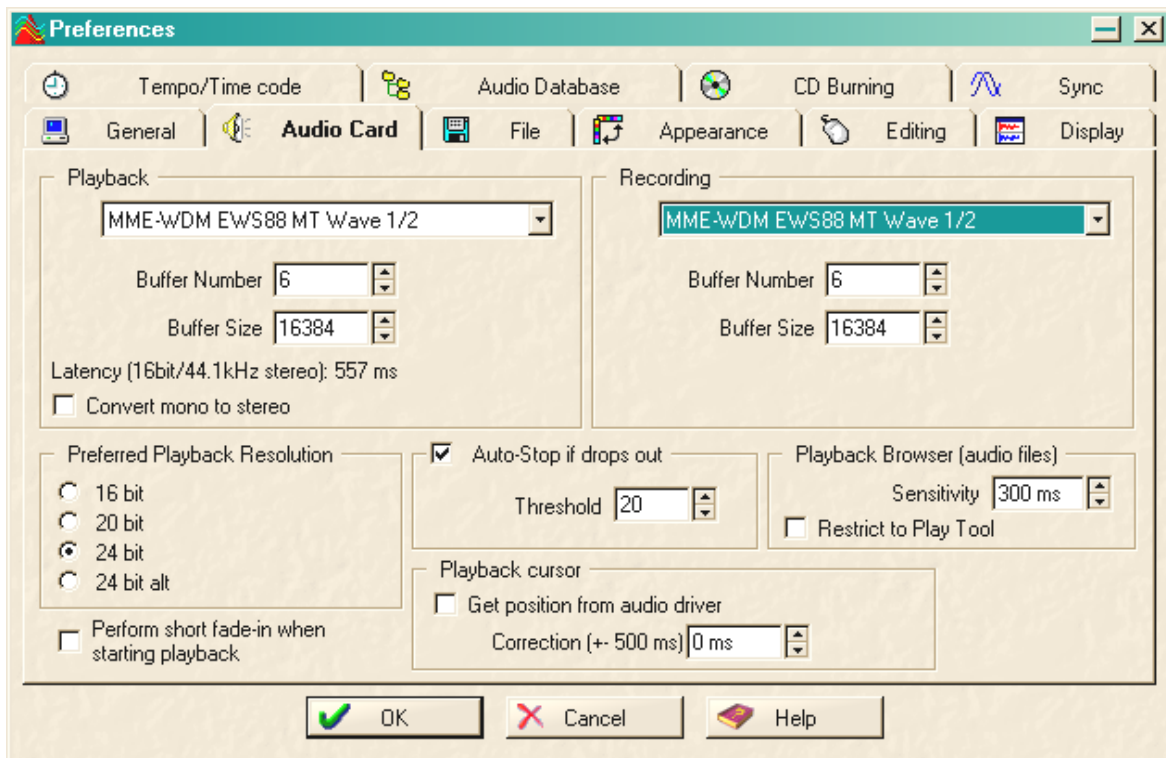 Preferences
Tempo/Time code Audio Database CD Burning Sync
General Audio Card File Appearance Editing Display
Playback
MME-WDM EWS88 MT Wave 1/2
Buffer Number 6
Buffer Size 16384
Latency (16bit/44.1kHz stereo): 557 ms
Convert mono to stereo
Recording
MME-WDM EWS88 MT Wave 1/2
Buffer Number 6
Buffer Size 16384
Preferred Playback Resolution
16 bit
20 bit
24 bit
24 bit alt
Perform short fade-in when
starting playback
Auto-Stop if drops out
Threshold 20
Playback Browser (audio files)
Sensitivity 300 ms
Restrict to Play Tool
Playback cursor
Get position from audio driver
Correction (+- 500 ms) 0 ms
OK Cancel Help